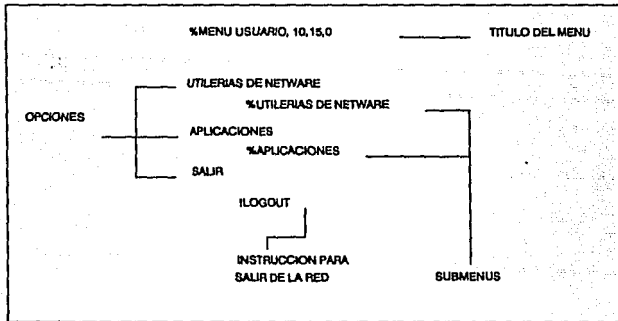 %MENU USUARIO, 10,15,0 TITULO DEL MENU
UTILERIAS DE NETWARE
%UTILERIAS DE NETWARE
OPCIONES
APLICACIONES
%APLICACIONES
SALIR
!LOGOUT
INSTRUCCION PARA
SALIR DE LA RED
SUBMENUS